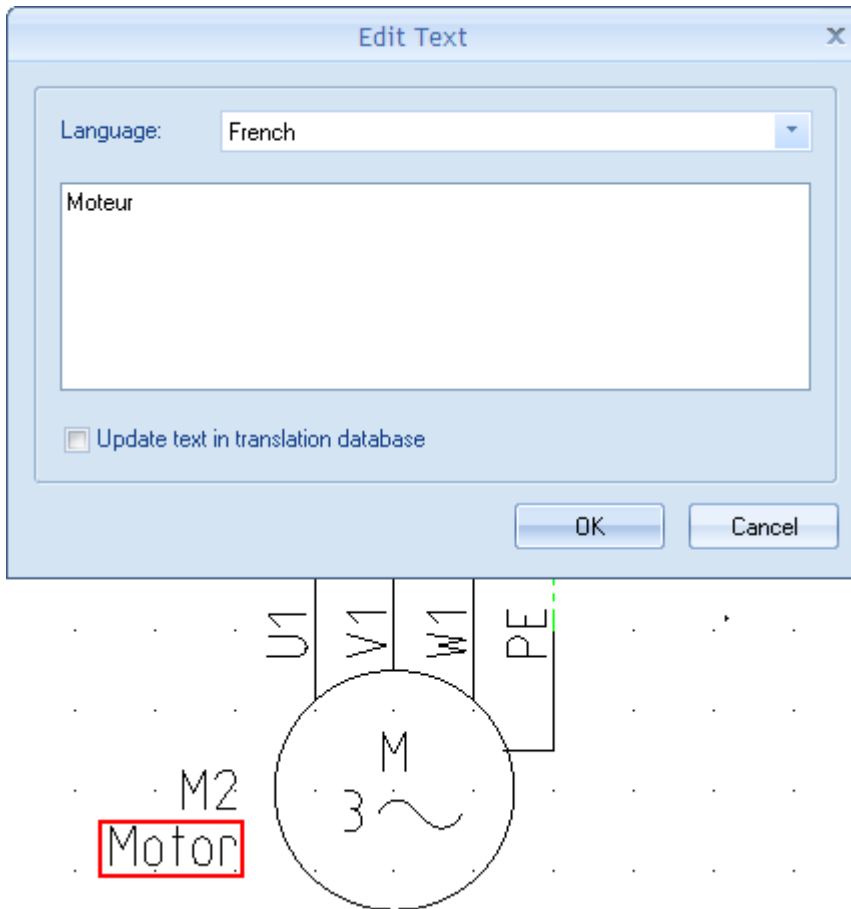 Edit Text
Language: French
Moteur
Update text in translation database
OK Cancel
U1 V1 W1 PE
M
M2
3
Motor